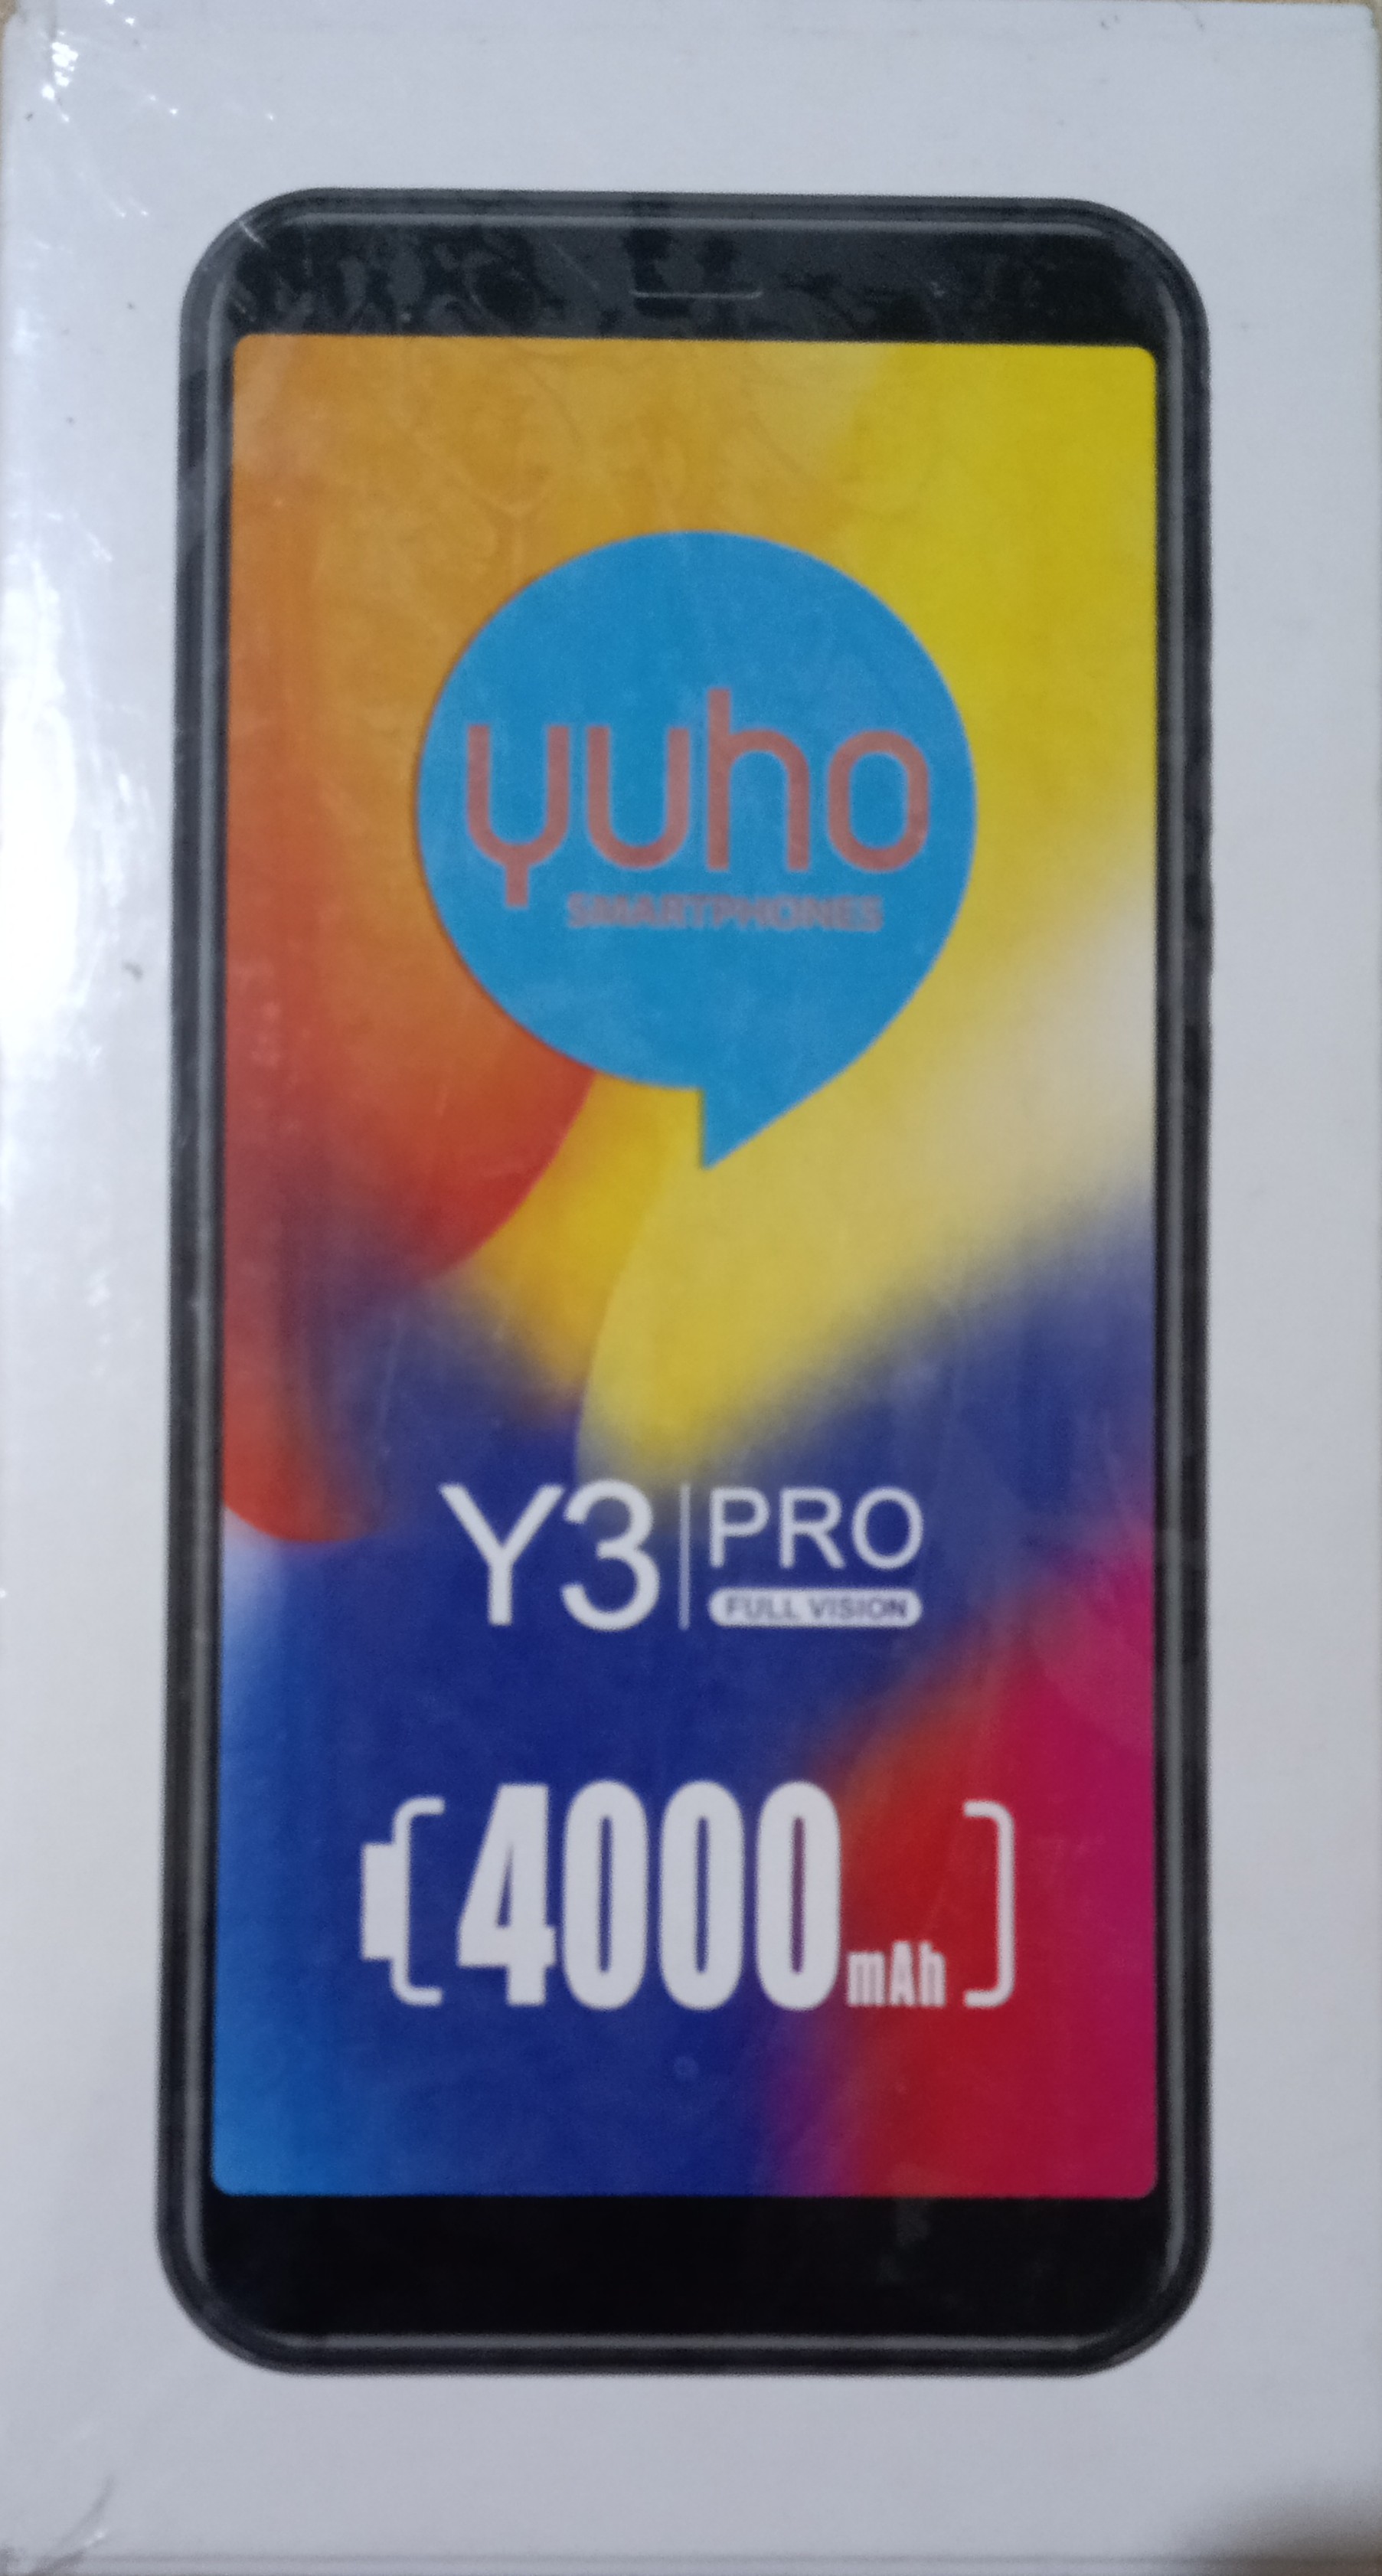 yuho
SMARTPHONES
Y3 PRO
FULL VISION
4000mAh